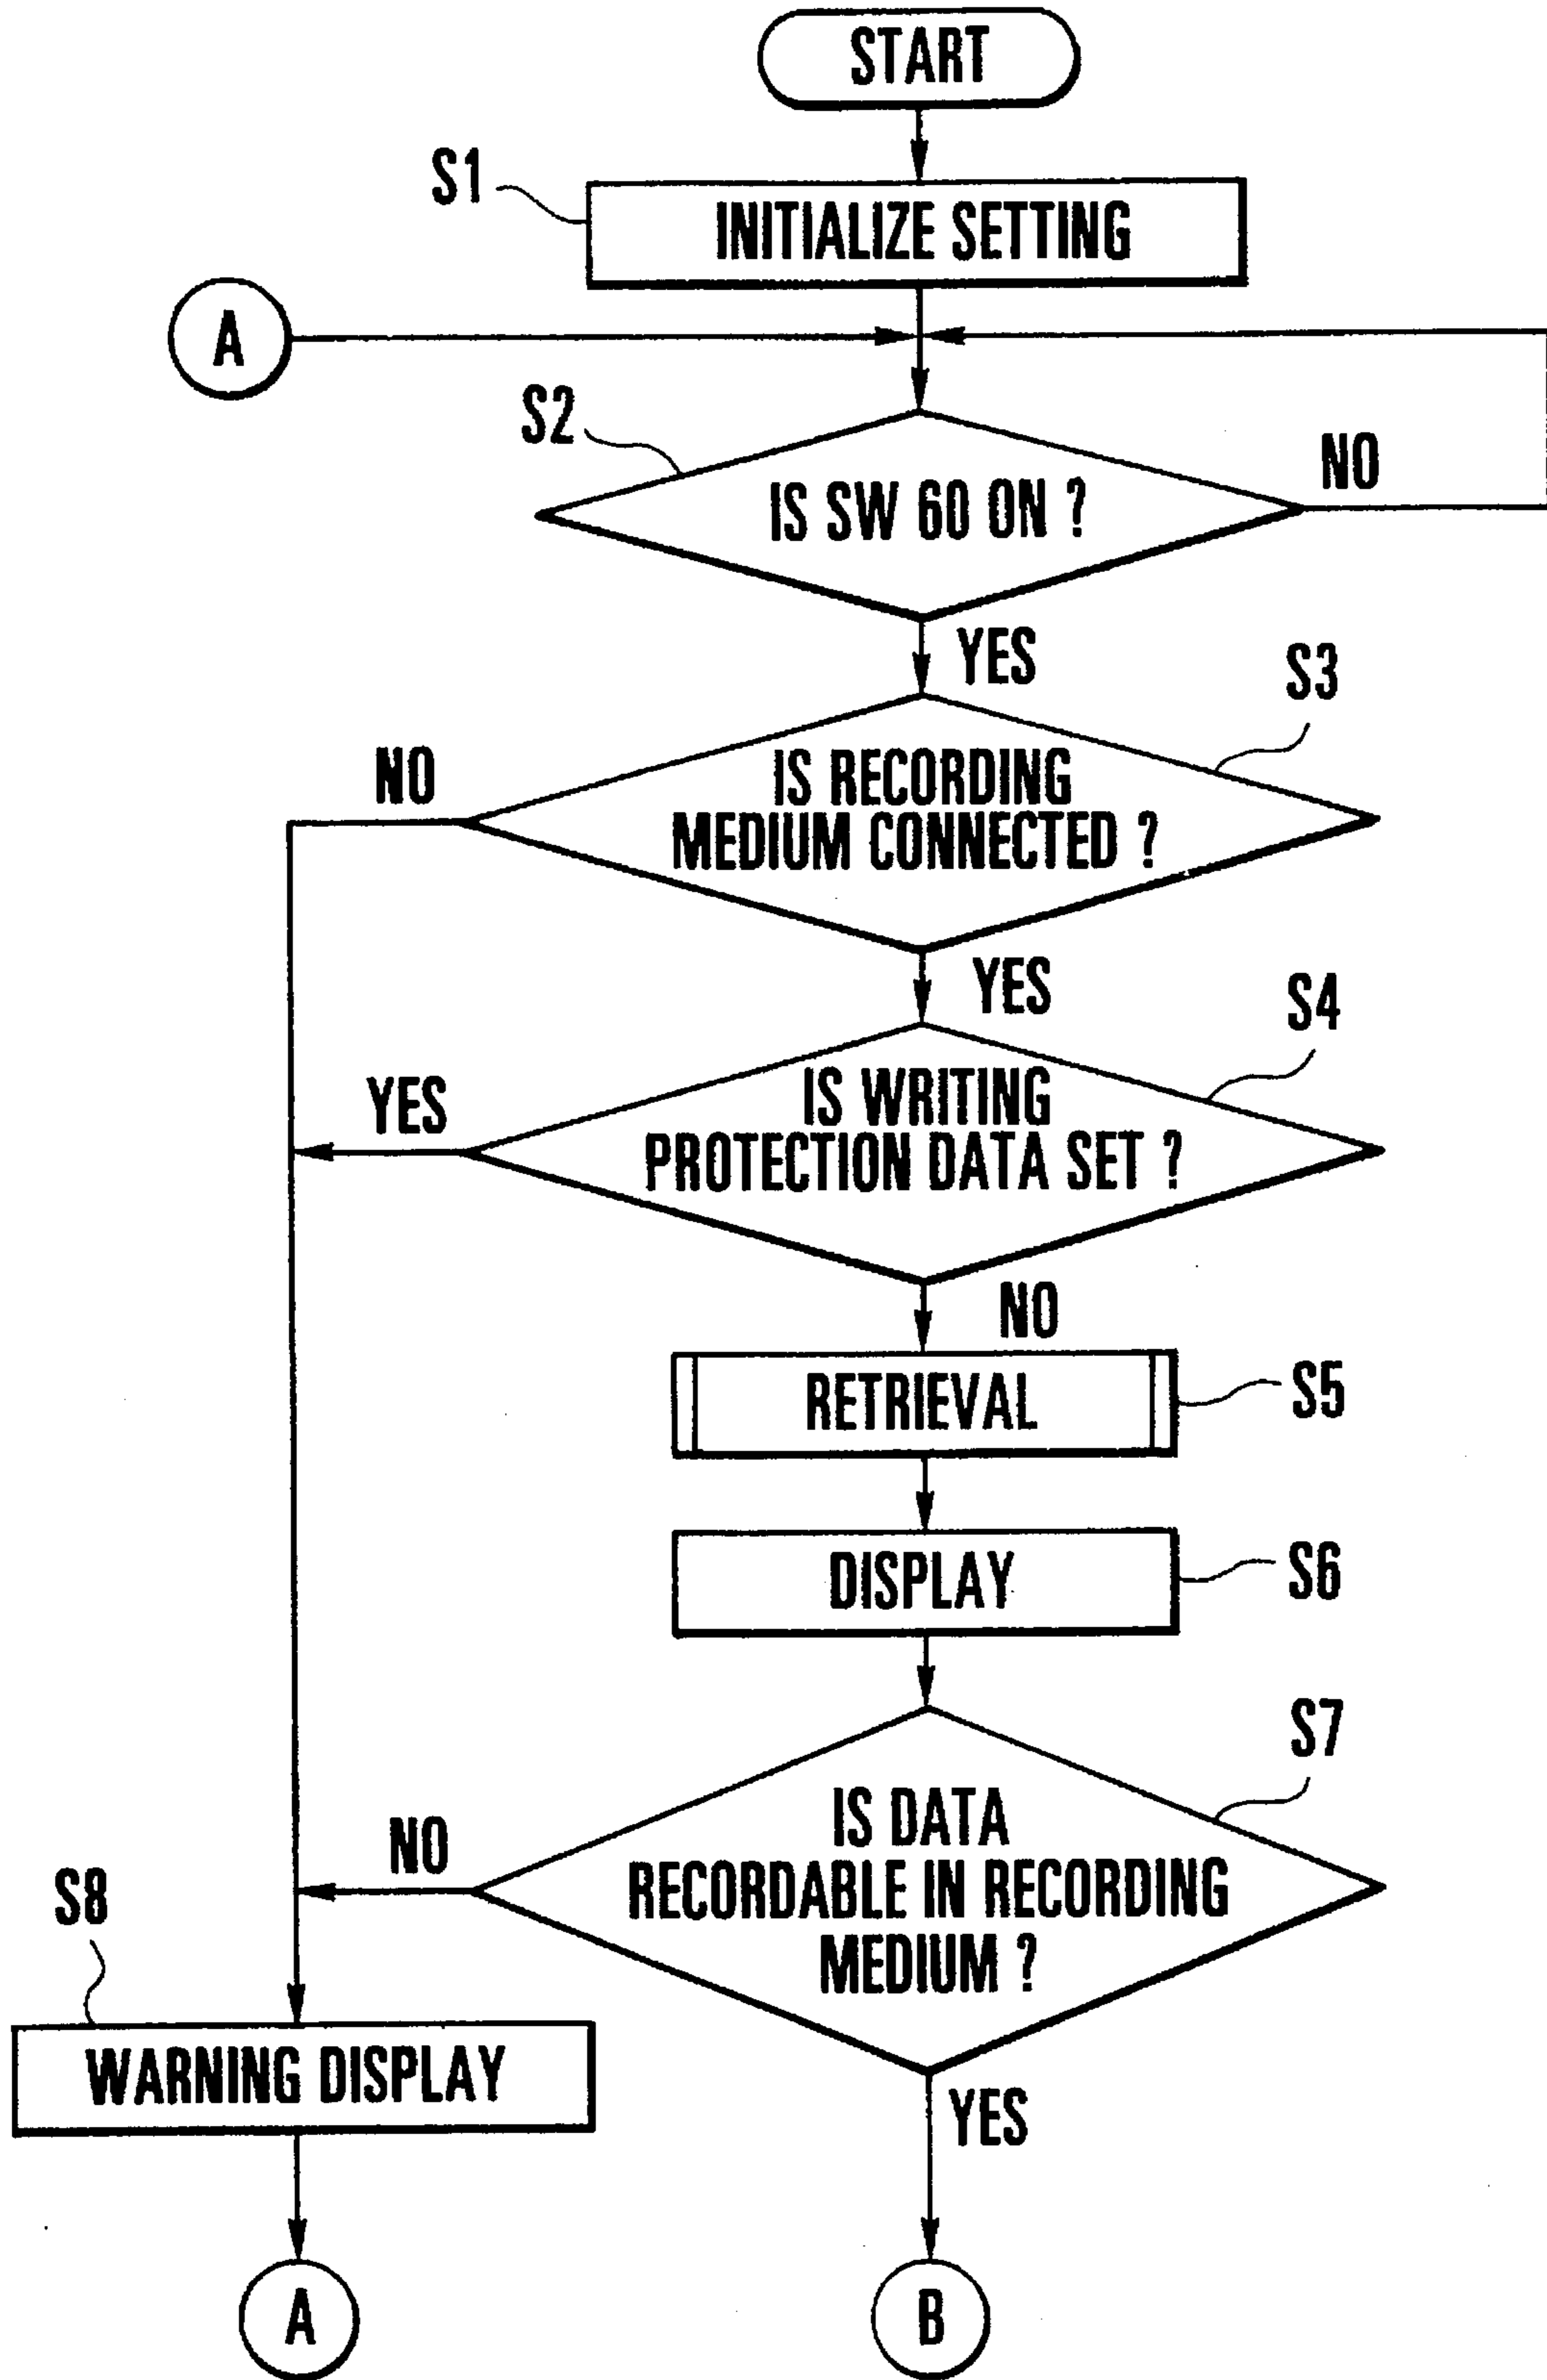 START
S1
INITIALIZE SETTING
A
S2
IS SW 60 ON ?
NO
YES
S3
NO
IS RECORDING
MEDIUM CONNECTED ?
YES
S4
YES
IS WRITING
PROTECTION DATA SET ?
NO
RETRIEVAL
S5
DISPLAY
S6
S7
NO
IS DATA
RECORDABLE IN RECORDING
MEDIUM ?
S8
WARNING DISPLAY
YES
A
B